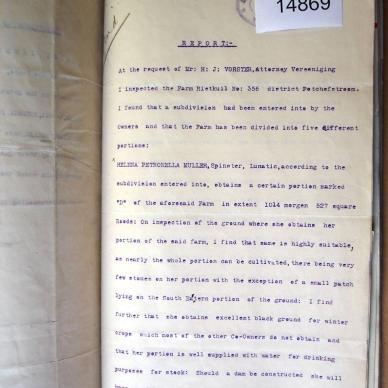 14869
REPORT:-
At the request of Mr: H: J: VORSTER, Attorney Vereeniging
I inspected the Farm Rietkuil No: 356 district Potchefstroom.
I found that a subdivision had been entered into by the
owners and that the Farm has been divided into five different
portions:
HELENA PETRONELLA MULLER, Spinster, Lunatic, according to the
subdivision entered into, obtains a certain portion marked
"D" of the aforesaid Farm in extent 1014 morgen 527 square
Roods: On inspection of the ground where she obtains her
portion of the said farm, I find that same is highly suitable,
as nearly the whole portion can be cultivated, there being very
few stones on her portion with the exception of a small patch
lying on the South Eastern portion of the ground: I find
further that she obtains excellent black ground for winter
crops which most of the other Co-Owners do not obtain and
that her portion is well supplied with water for drinking
purposes for stock: Should a dam be constructed she will